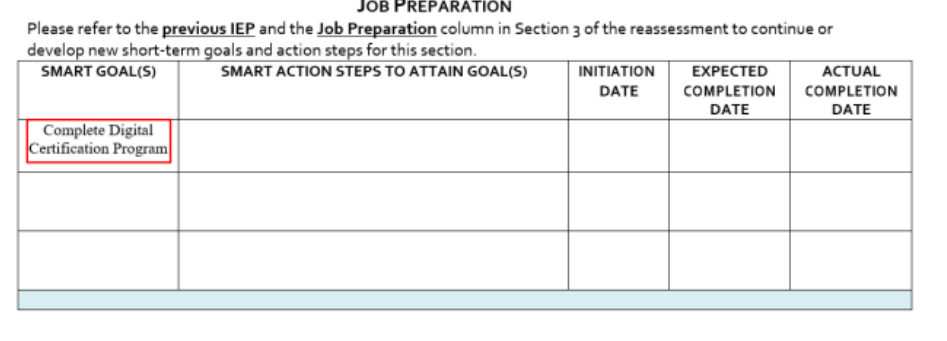 JOB PREPARATION
Please refer to the previous IEP and the Job Preparation column in Section 3 of the reassessment to continue or
develop new short-term goals and action steps for this section.
SMART GOAL(S)
SMART ACTION STEPS TO ATTAIN GOAL(S)
INITIATION
DATE
EXPECTED
COMPLETION
DATE
ACTUAL
COMPLETION
DATE
Complete Digital
Certification Program